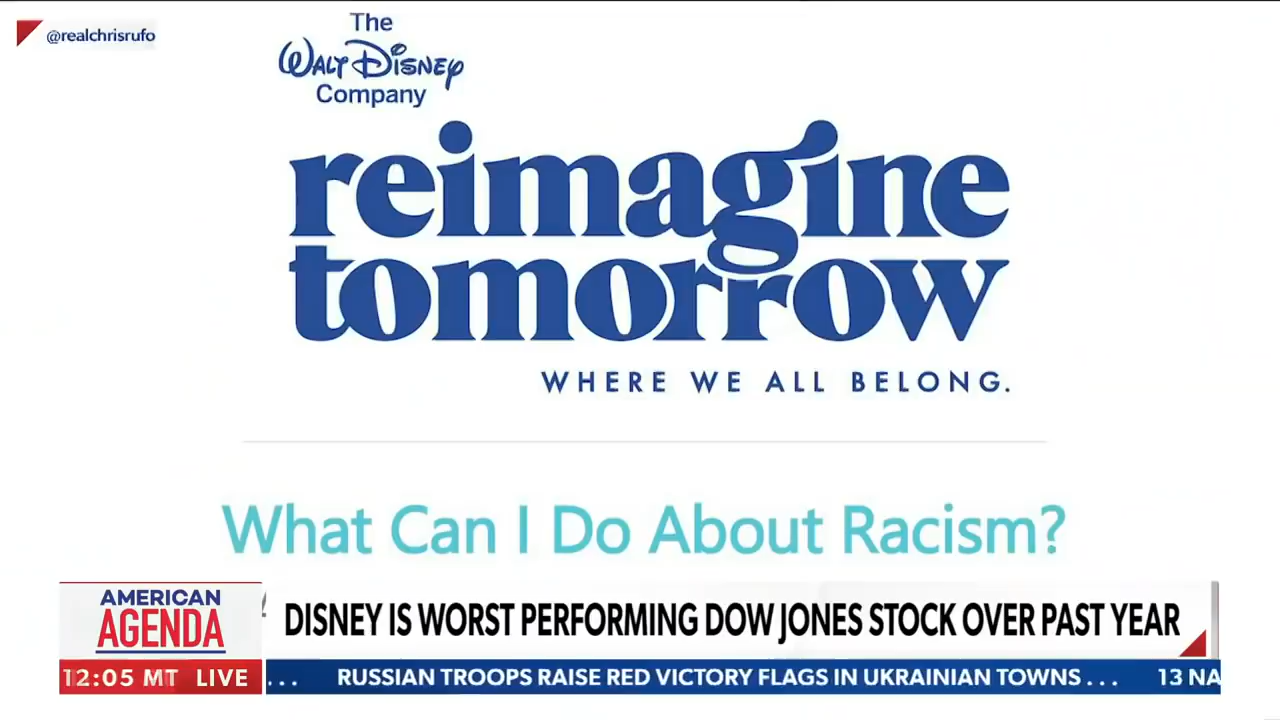 @realchrisrufo
The
WALT DISNEY
Company
reimagine
tomorrow
WHERE WE ALL BELONG.
What Can I Do About Racism?
AMERICAN
AGENDA
DISNEY IS WORST PERFORMING DOW JONES STOCK OVER PAST YEAR
12:05 MT LIVE
... RUSSIAN TROOPS RAISE RED VICTORY FLAGS IN UKRAINIAN TOWNS ... 13 NA